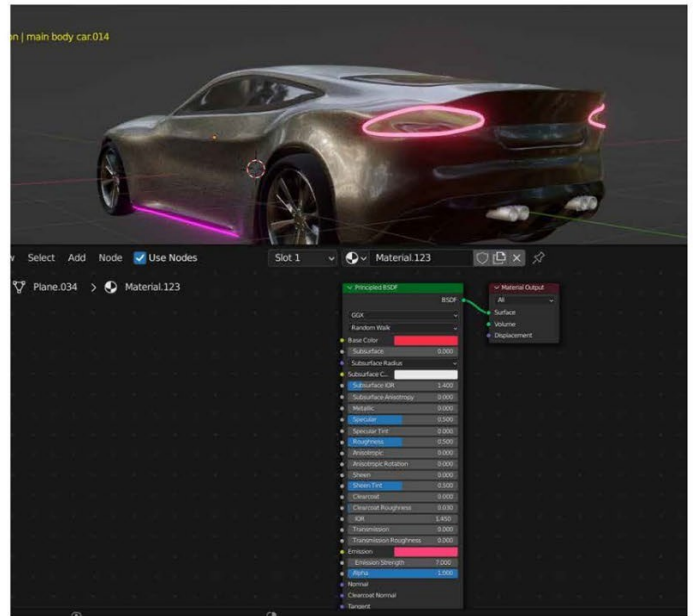 on | main body car.014
Select Add Node Use Nodes Slot 1 Material.123
Plane.034 > Material.123
Principled BSDF
BSDF
GGX
Random Walk
Base Color
Subsurface 0.000
Subsurface Radius
Subsurface C...
Subsurface IOR 1.400
Subsurface Anisotropy 0.000
Metallic 0.000
Specular 0.500
Specular Tint 0.000
Roughness 0.500
Anisotropic 0.000
Anisotropic Rotation 0.000
Sheen 0.000
Sheen Tint 0.500
Clearcoat 0.000
Clearcoat Roughness 0.030
IOR 1.450
Transmission 0.000
Transmission Roughness 0.000
Emission
Emission Strength 7.000
Alpha 1.000
Normal
Clearcoat Normal
Tangent
Material Output
All
Surface
Volume
Displacement